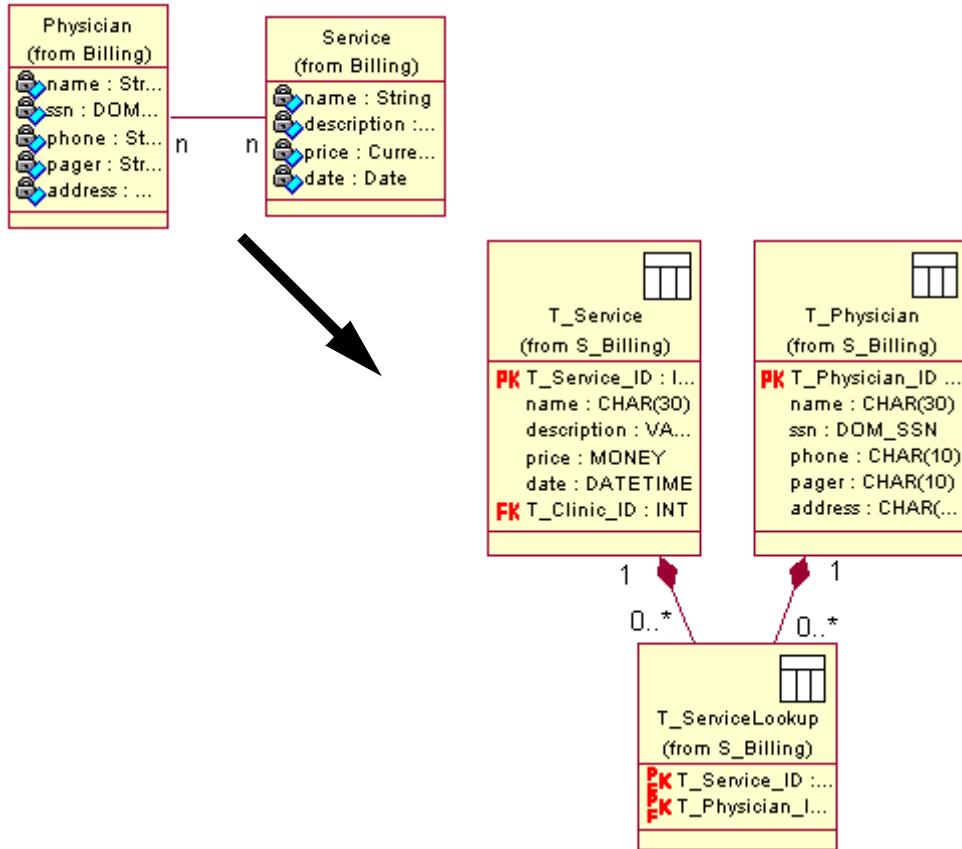 Physician
(from Billing)
name : Str...
ssn : DOM...
phone : St...
pager : Str...
address : ...
n
n
Service
(from Billing)
name : String
description :...
price : Curre...
date : Date
T_Service
(from S_Billing)
PK T_Service_ID : I...
name : CHAR(30)
description : VA...
price : MONEY
date : DATETIME
FK T_Clinic_ID : INT
T_Physician
(from S_Billing)
PK T_Physician_ID ...
name : CHAR(30)
ssn : DOM_SSN
phone : CHAR(10)
pager : CHAR(10)
address : CHAR(...
1
1
0..*
0..*
T_ServiceLookup
(from S_Billing)
PFK T_Service_ID :...
PFK T_Physician_I...